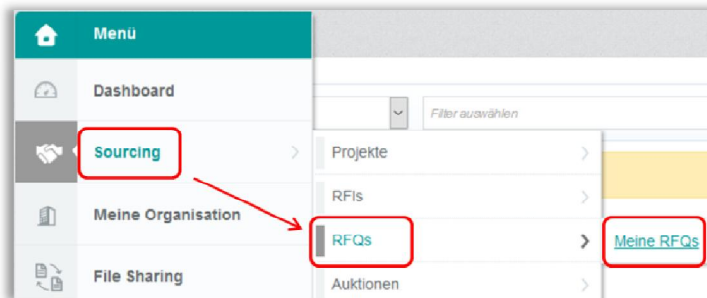 Menü
Dashboard
Filter auswählen
Sourcing
Projekte
RFIs
Meine Organisation
RFQs
Meine RFQs
File Sharing
Auktionen